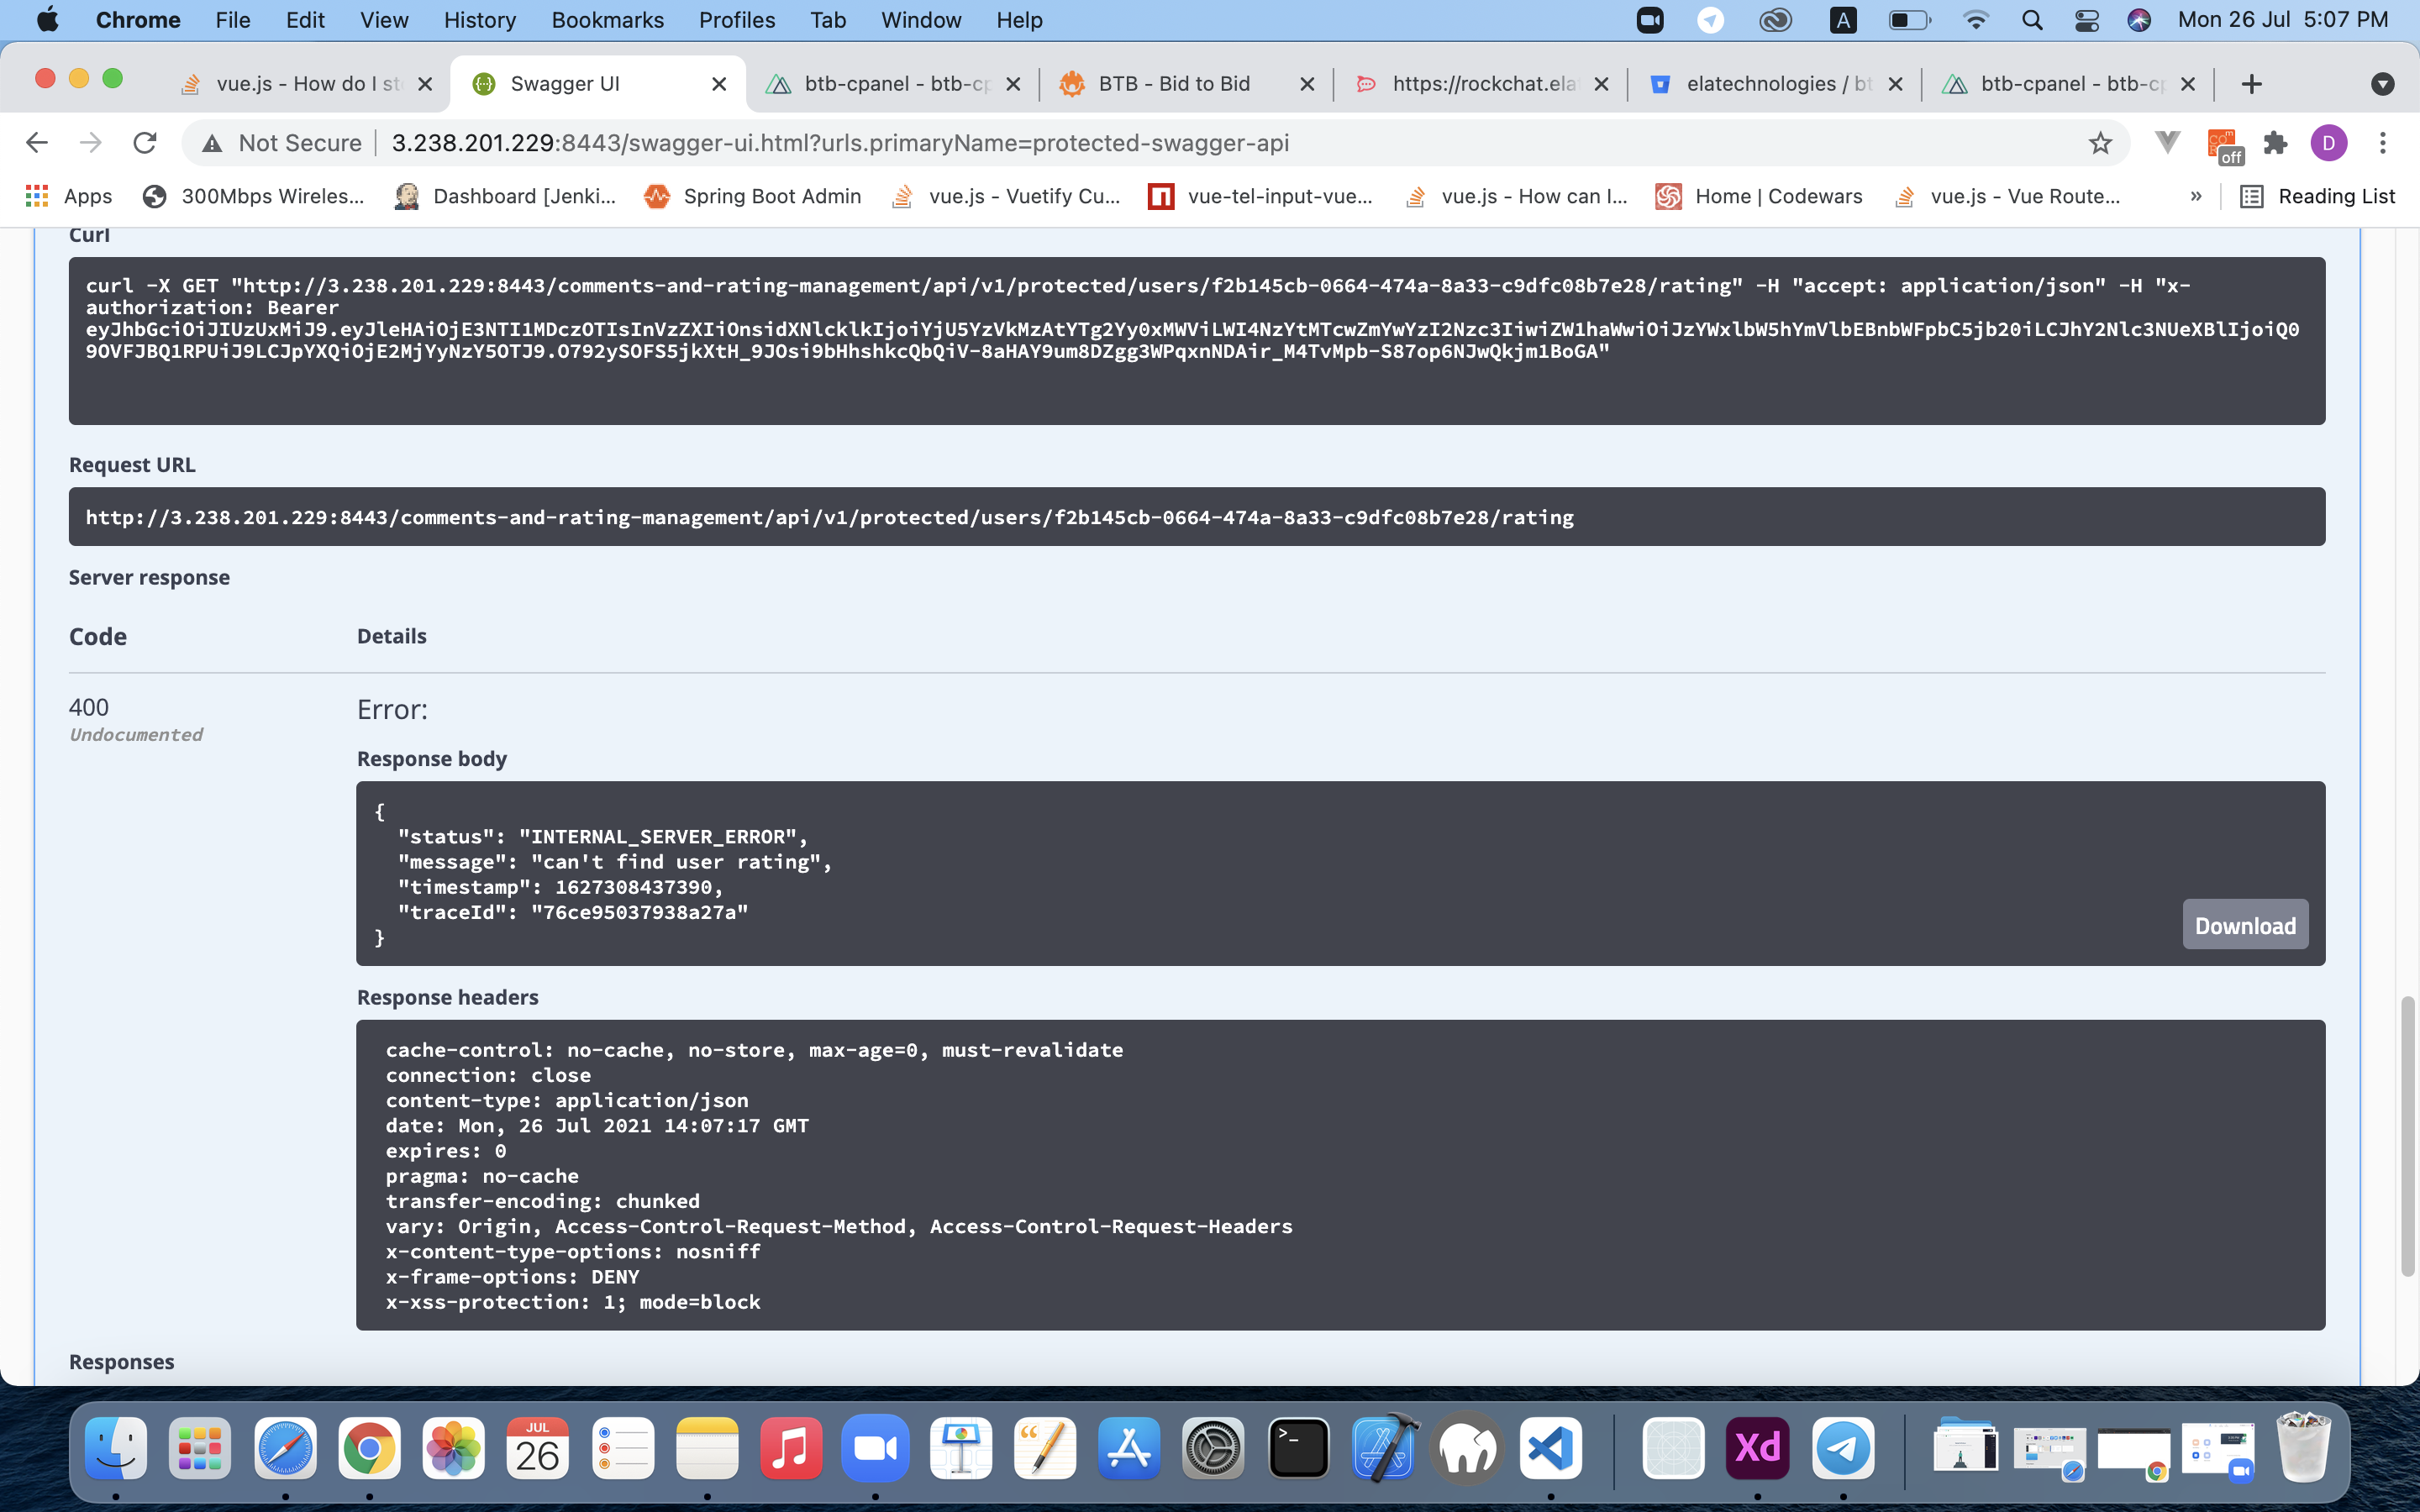 Chrome File Edit View History Bookmarks Profiles Tab Window Help A Mon 26 Jul 5:07 PM
vue.js - How do I st Swagger UI btb-cpanel - btb-cp BTB - Bid to Bid https://rockchat.ela elatechnologies / bt btb-cpanel - btb-cp
Not Secure 3.238.201.229:8443/swagger-ui.html?urls.primaryName=protected-swagger-api off D
Apps 300Mbps Wireles... Dashboard [Jenki... Spring Boot Admin vue.js - Vuetify Cu... vue-tel-input-vue... vue.js - How can I... Home | Codewars vue.js - Vue Route... » Reading List
Curl
curl -X GET "http://3.238.201.229:8443/comments-and-rating-management/api/v1/protected/users/f2b145cb-0664-474a-8a33-c9dfc08b7e28/rating" -H "accept: application/json" -H "x-
authorization: Bearer
eyJhbGciOiJIUzUxMiJ9.eyJleHAiOjE3NTI1MDczOTIsInVzZXIiOnsidXNlcklkIjoiYjU5YzVkMzAtYTg2Yy0xMWViLWI4NzYtMTcwZmYwYzI2Nzc3IiwiZW1haWwiOiJzYWxlbW5hYmVlbEBnbWFpbC5jb20iLCJhY2Nlc3NUeXBlIjoiQ0
9OVFJBQ1RPUiJ9LCJpYXQiOjE2MjYyNzY5OTJ9.O792ySOFS5jkXtH_9JOsi9bHhshkcQbQiV-8aHAY9um8DZgg3WPqxnNDAir_M4TvMpb-S87op6NJwQkjm1BoGA"
Request URL
http://3.238.201.229:8443/comments-and-rating-management/api/v1/protected/users/f2b145cb-0664-474a-8a33-c9dfc08b7e28/rating
Server response
Code Details
400 Error:
Undocumented
Response body
{
"status": "INTERNAL_SERVER_ERROR",
"message": "can't find user rating",
"timestamp": 1627308437390,
"traceId": "76ce95037938a27a"
}
Download
Response headers
cache-control: no-cache, no-store, max-age=0, must-revalidate
connection: close
content-type: application/json
date: Mon, 26 Jul 2021 14:07:17 GMT
expires: 0
pragma: no-cache
transfer-encoding: chunked
vary: Origin, Access-Control-Request-Method, Access-Control-Request-Headers
x-content-type-options: nosniff
x-frame-options: DENY
x-xss-protection: 1; mode=block
Responses
JUL
26
Xd